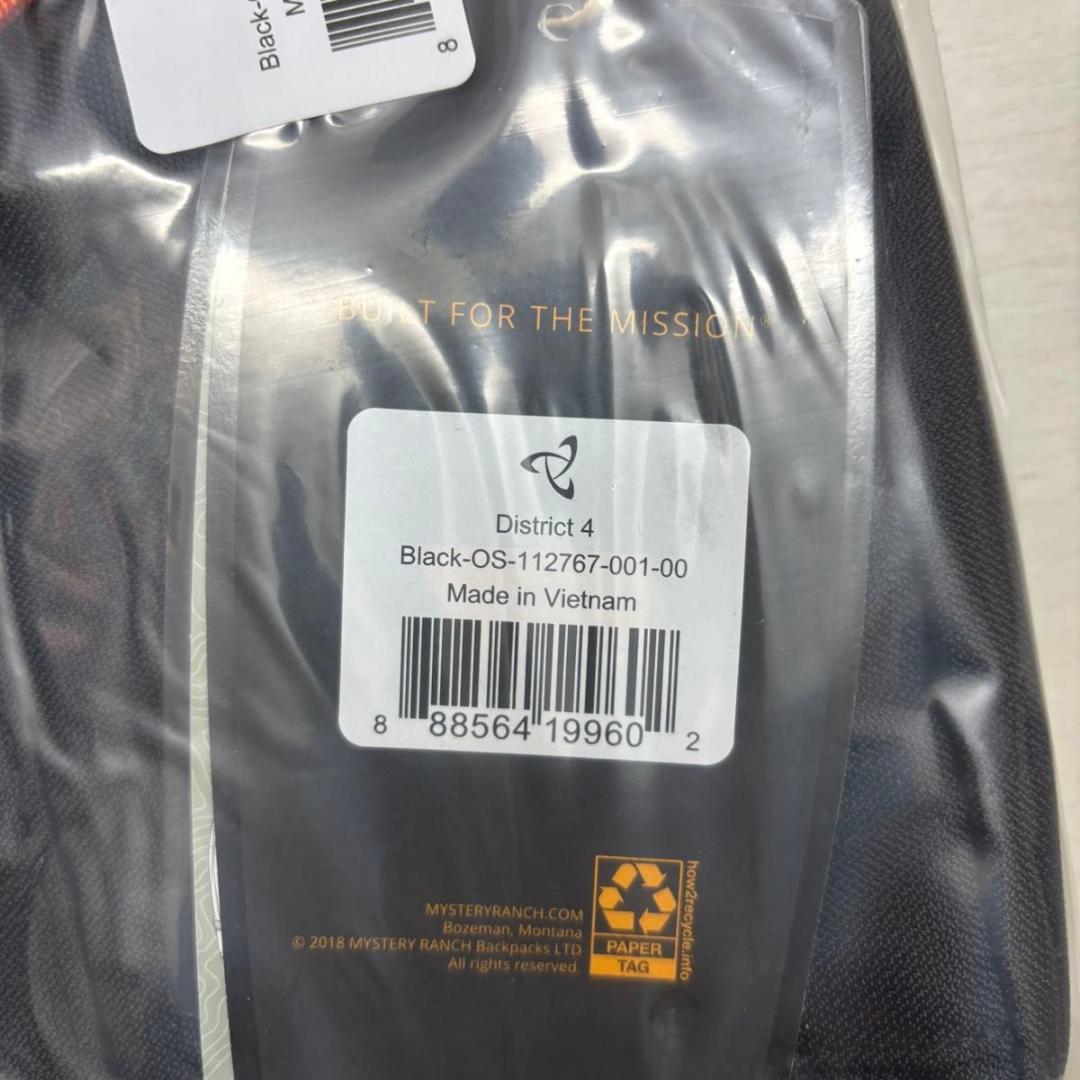 Black-
M
8
BUILT FOR THE MISSION®
District 4
Black-OS-112767-001-00
Made in Vietnam
8 88564 19960 2
MYSTERYRANCH.COM
Bozeman, Montana
© 2018 MYSTERY RANCH Backpacks LTD
All rights reserved.
PAPER
TAG
how2recycle.info